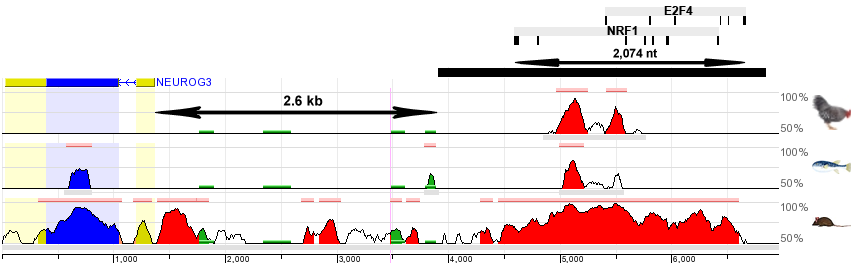 E2F4
NRF1
2,074 nt
NEUROG3
2.6 kb
100%
50%
100%
50%
100%
50%
1,000 2,000 3,000 4,000 5,000 6,000